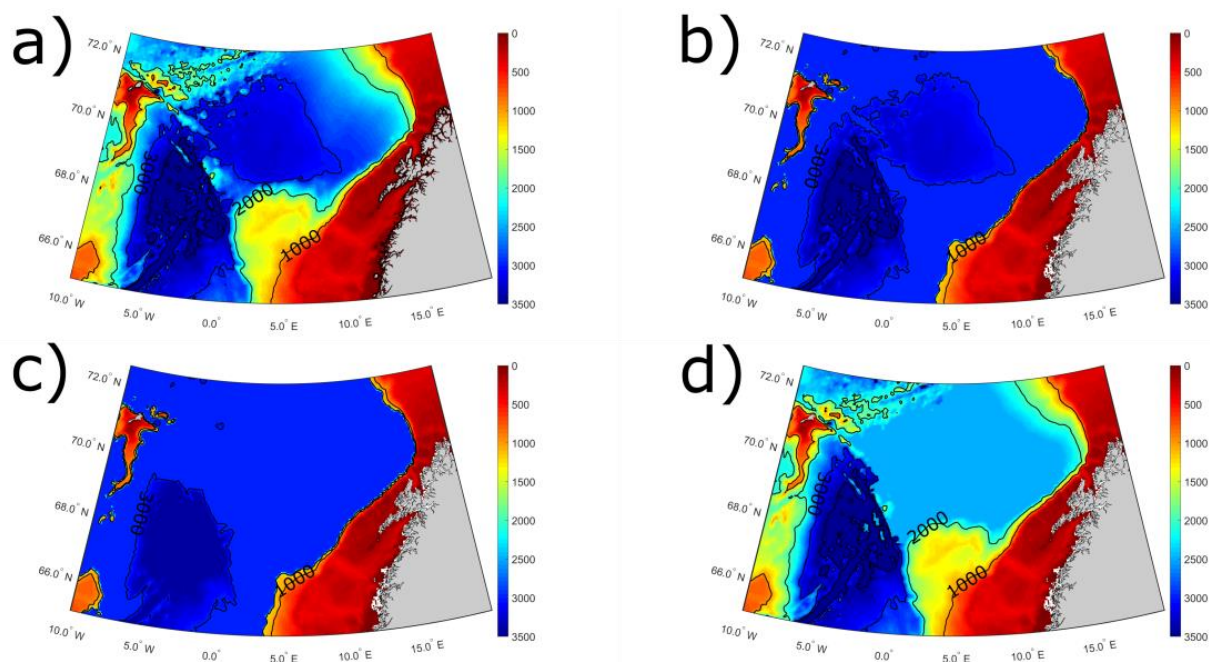 a)
72.0° N
70.0° N
68.0° N
66.0° N
10.0° W
5.0° W
0.0°
5.0° E
10.0° E
15.0° E
3000
2000
1000
0
500
1000
1500
2000
2500
3000
3500
b)
72.0° N
70.0° N
68.0° N
66.0° N
10.0° W
5.0° W
0.0°
5.0° E
10.0° E
15.0° E
3000
1000
0
500
1000
1500
2000
2500
3000
3500
c)
72.0° N
70.0° N
68.0° N
66.0° N
10.0° W
5.0° W
0.0°
5.0° E
10.0° E
15.0° E
3000
1000
0
500
1000
1500
2000
2500
3000
3500
d)
72.0° N
70.0° N
68.0° N
66.0° N
10.0° W
5.0° W
0.0°
5.0° E
10.0° E
15.0° E
3000
2000
1000
0
500
1000
1500
2000
2500
3000
3500